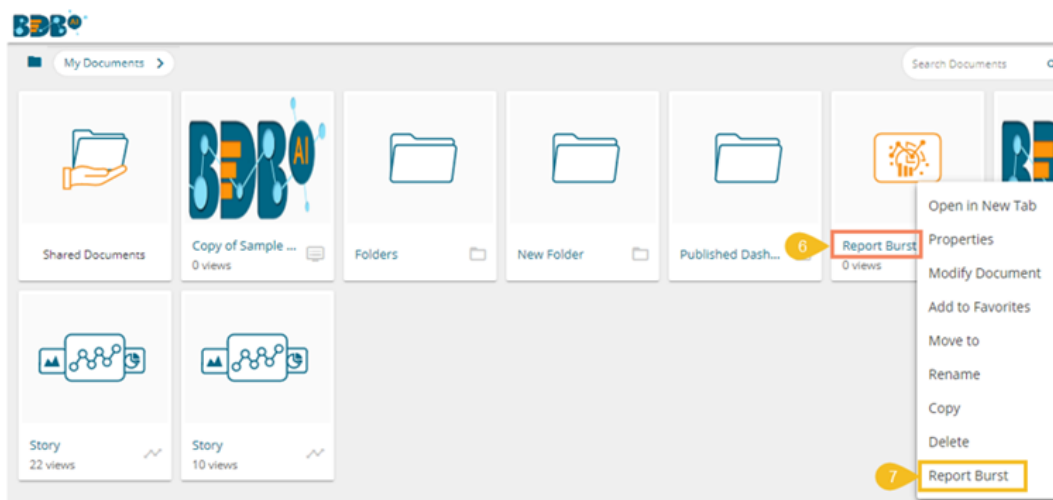 BDB AI
My Documents
Search Documents
BDB AI
Shared Documents
Copy of Sample ...
0 views
Folders
New Folder
Published Dash...
6
Report Burst
0 views
Open in New Tab
Properties
Modify Document
Add to Favorites
Move to
Rename
Copy
Delete
7
Report Burst
Story
22 views
Story
10 views